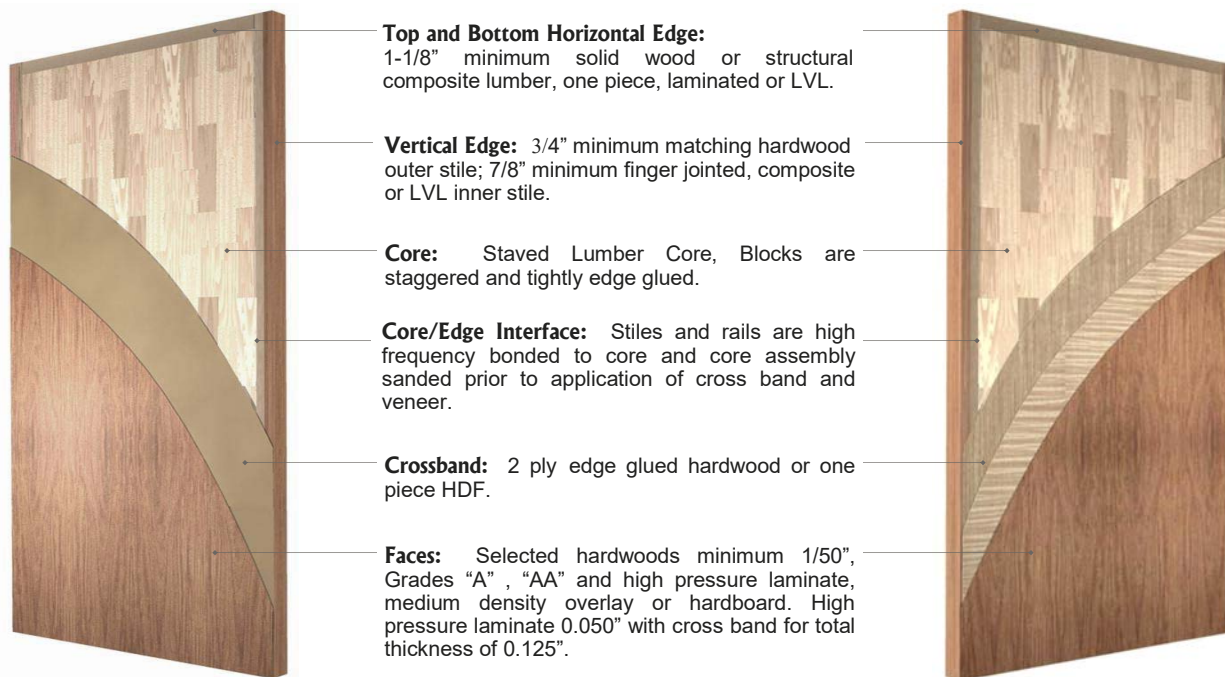 Top and Bottom Horizontal Edge:
1-1/8” minimum solid wood or structural
composite lumber, one piece, laminated or LVL.
Vertical Edge: 3/4” minimum matching hardwood
outer stile; 7/8” minimum finger jointed, composite
or LVL inner stile.
Core: Staved Lumber Core, Blocks are
staggered and tightly edge glued.
Core/Edge Interface: Stiles and rails are high
frequency bonded to core and core assembly
sanded prior to application of cross band and
veneer.
Crossband: 2 ply edge glued hardwood or one
piece HDF.
Faces: Selected hardwoods minimum 1/50”,
Grades “A” , “AA” and high pressure laminate,
medium density overlay or hardboard. High
pressure laminate 0.050” with cross band for total
thickness of 0.125”.